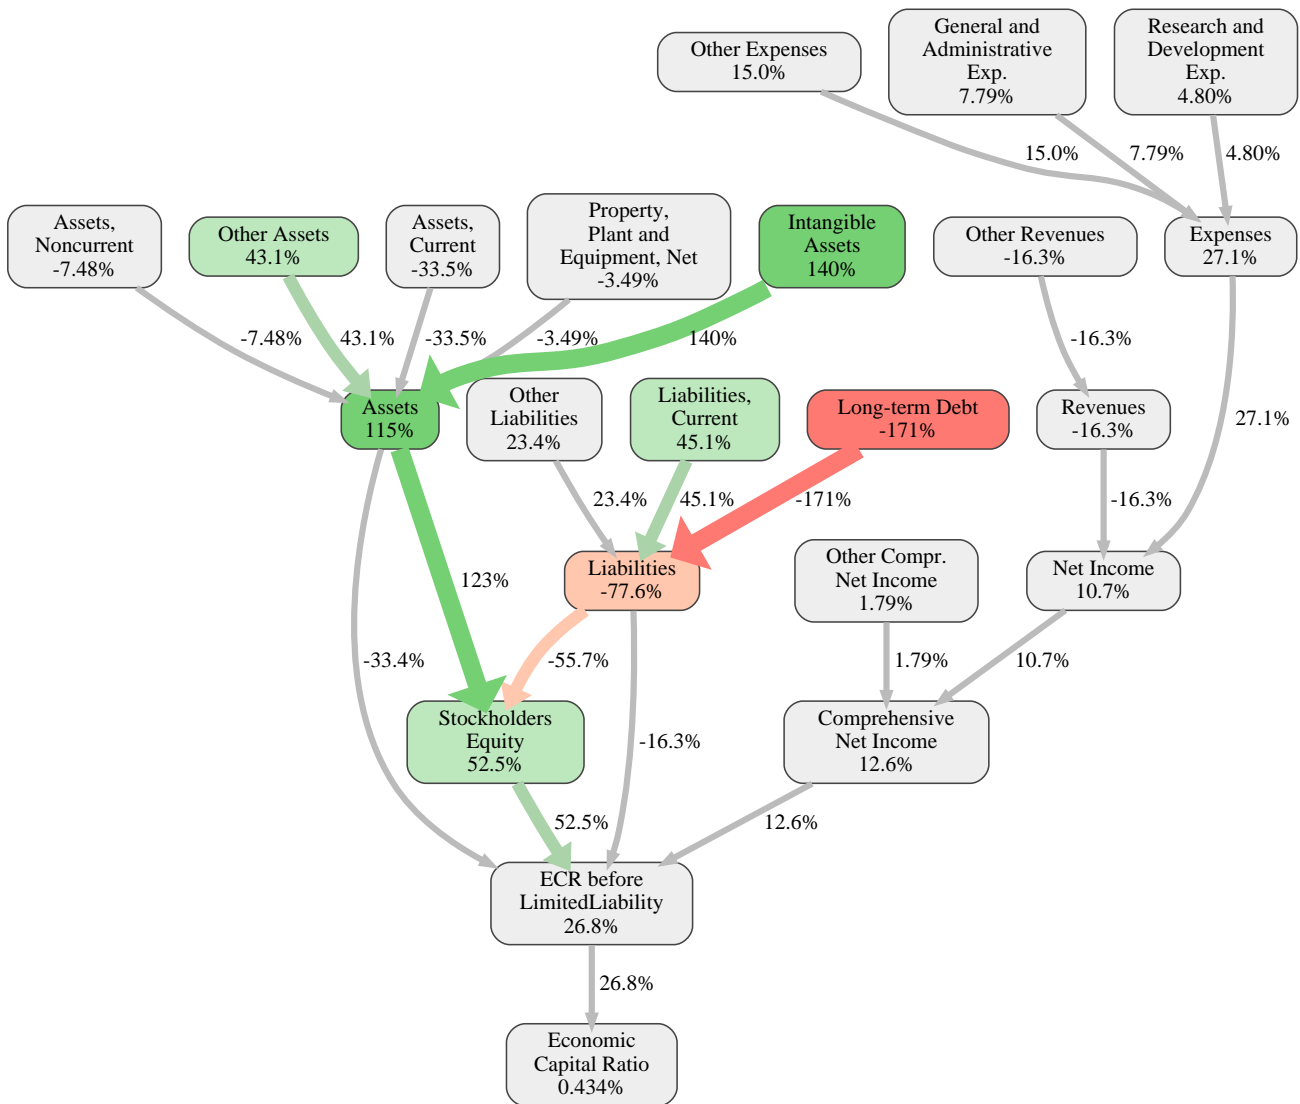 Other Expenses
15.0%
General and
Administrative
Exp.
7.79%
Research and
Development
Exp.
4.80%
15.0%
7.79%
4.80%
Assets,
Noncurrent
-7.48%
Other Assets
43.1%
Assets,
Current
-33.5%
Property,
Plant and
Equipment, Net
-3.49%
Intangible
Assets
140%
Other Revenues
-16.3%
Expenses
27.1%
-7.48%
43.1%
-33.5%
-3.49%
140%
-16.3%
Assets
115%
Other
Liabilities
23.4%
Liabilities,
Current
45.1%
Long-term Debt
-171%
Revenues
-16.3%
27.1%
23.4%
45.1%
-171%
-16.3%
123%
Liabilities
-77.6%
Other Compr.
Net Income
1.79%
Net Income
10.7%
-33.4%
-55.7%
1.79%
10.7%
Stockholders
Equity
52.5%
-16.3%
Comprehensive
Net Income
12.6%
52.5%
12.6%
ECR before
LimitedLiability
26.8%
26.8%
Economic
Capital Ratio
0.434%